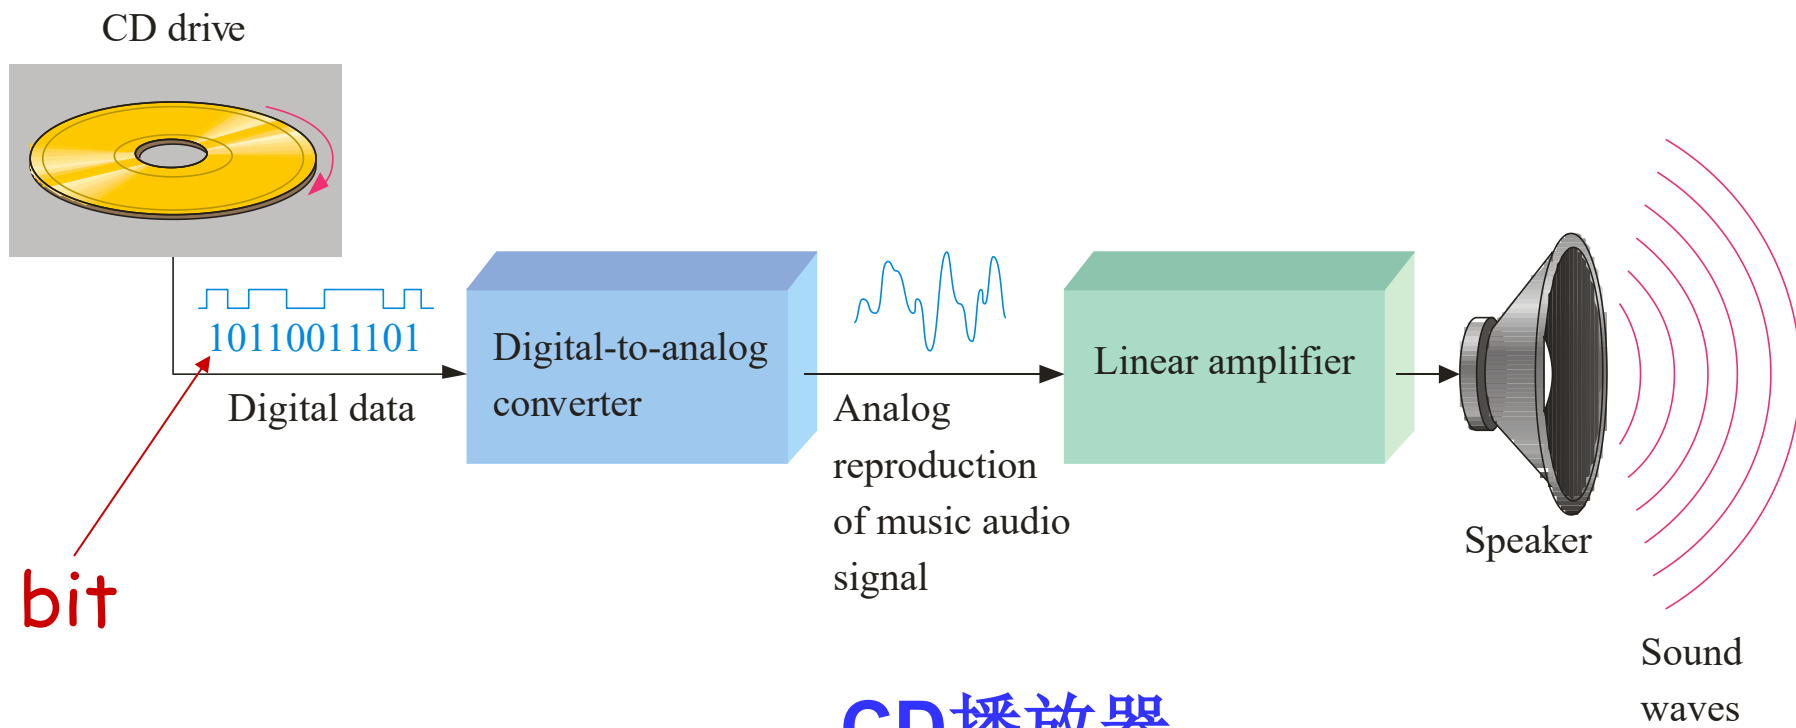 CD drive
10110011101
Digital data
bit
Digital-to-analog
converter
Analog
reproduction
of music audio
signal
Linear amplifier
Speaker
Sound
waves
CD播放器